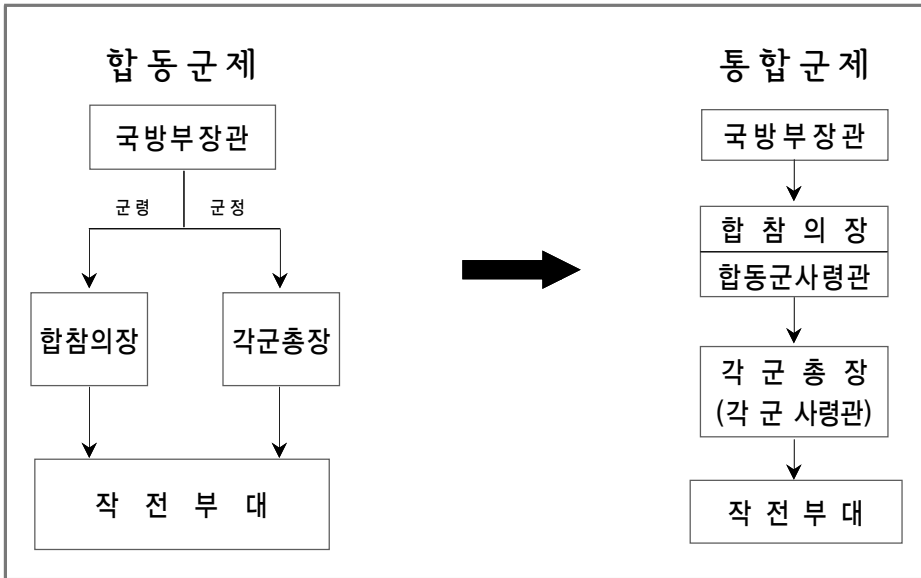 합동군제
국방부장관
군령 군정
합참의장 각군총장
작전부대
통합군제
국방부장관
합참의장
합동군사령관
각군총장
(각군 사령관)
작전부대